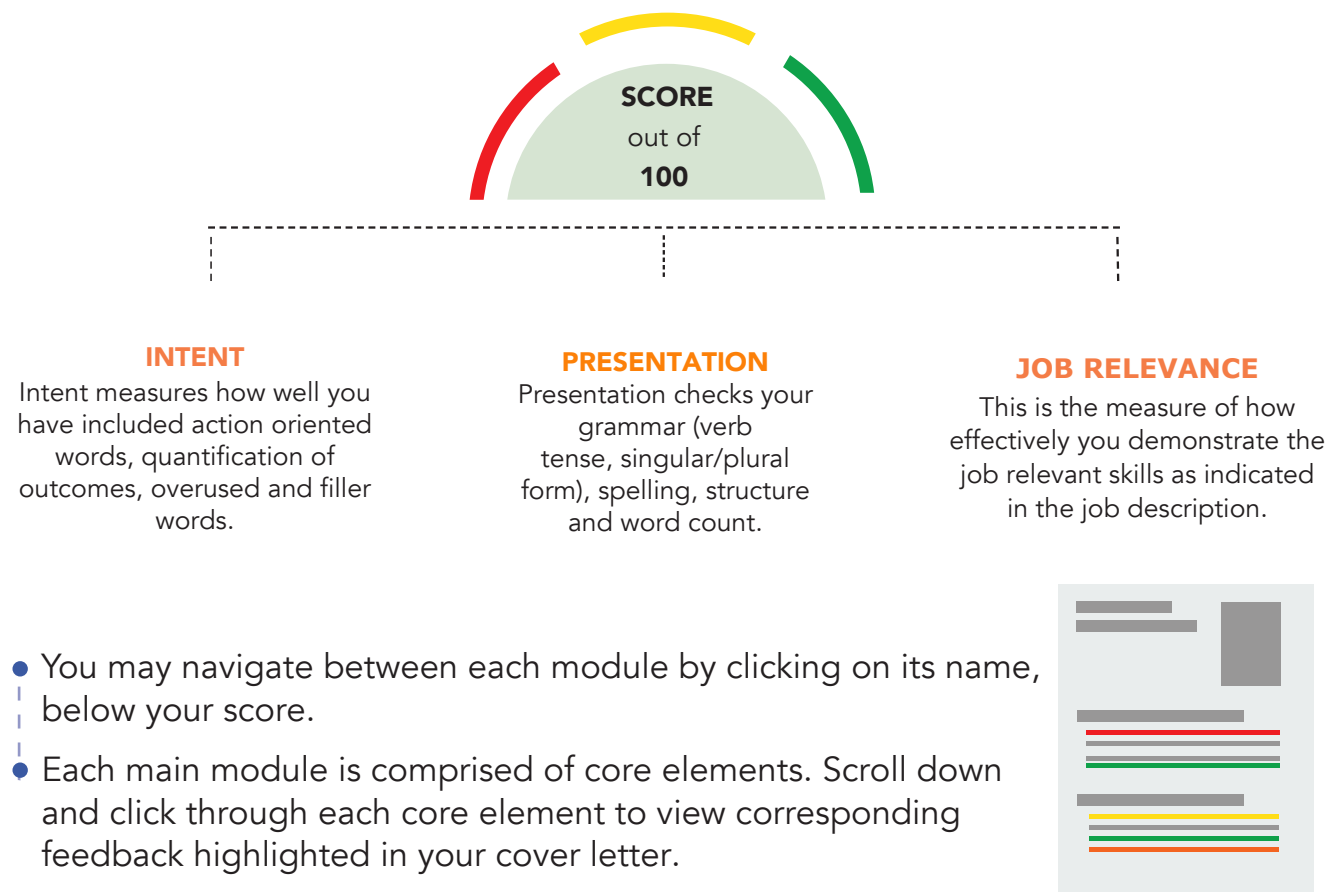 SCORE
out of
100
INTENT
Intent measures how well you
have included action oriented
words, quantification of
outcomes, overused and filler
words.
PRESENTATION
Presentation checks your
grammar (verb
tense, singular/plural
form), spelling, structure
and word count.
JOB RELEVANCE
This is the measure of how
effectively you demonstrate the
job relevant skills as indicated
in the job description.
You may navigate between each module by clicking on its name,
below your score.
Each main module is comprised of core elements. Scroll down
and click through each core element to view corresponding
feedback highlighted in your cover letter.